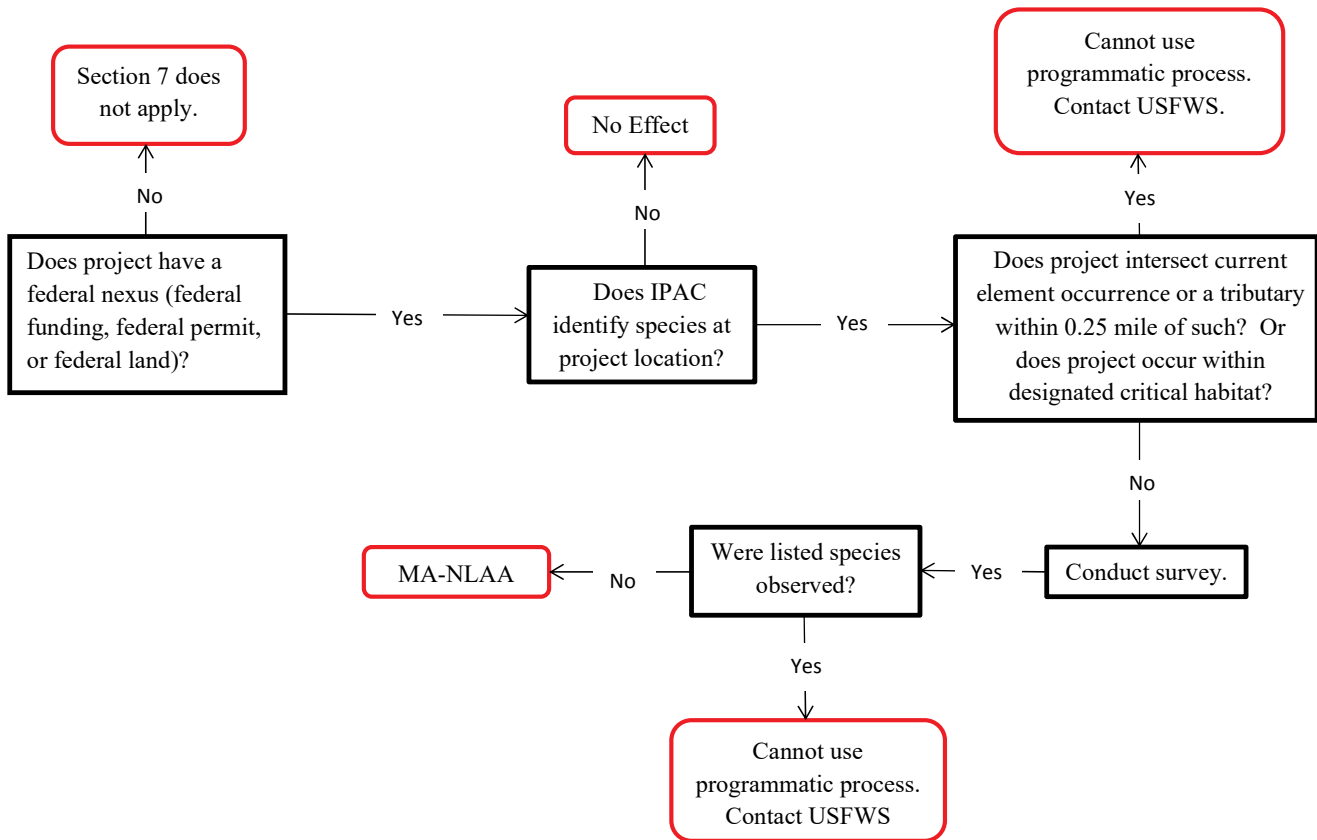 Section 7 does
not apply.
No
Does project have a
federal nexus (federal
funding, federal permit,
or federal land)?
Yes
No Effect
No
Does IPAC
identify species at
project location?
Yes
Cannot use
programmatic process.
Contact USFWS.
Yes
Does project intersect current
element occurrence or a tributary
within 0.25 mile of such?  Or
does project occur within
designated critical habitat?
No
Conduct survey.
Yes
Were listed species
observed?
No
MA-NLAA
Yes
Cannot use
programmatic process.
Contact USFWS